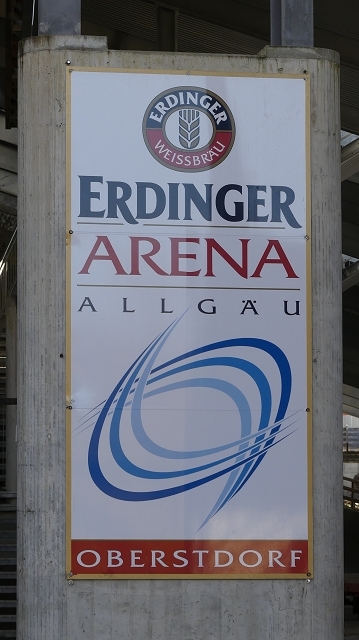 ERDINGER
WEISSBRÄU
ERDINGER
ARENA
ALLGÄU
OBERSTDORF